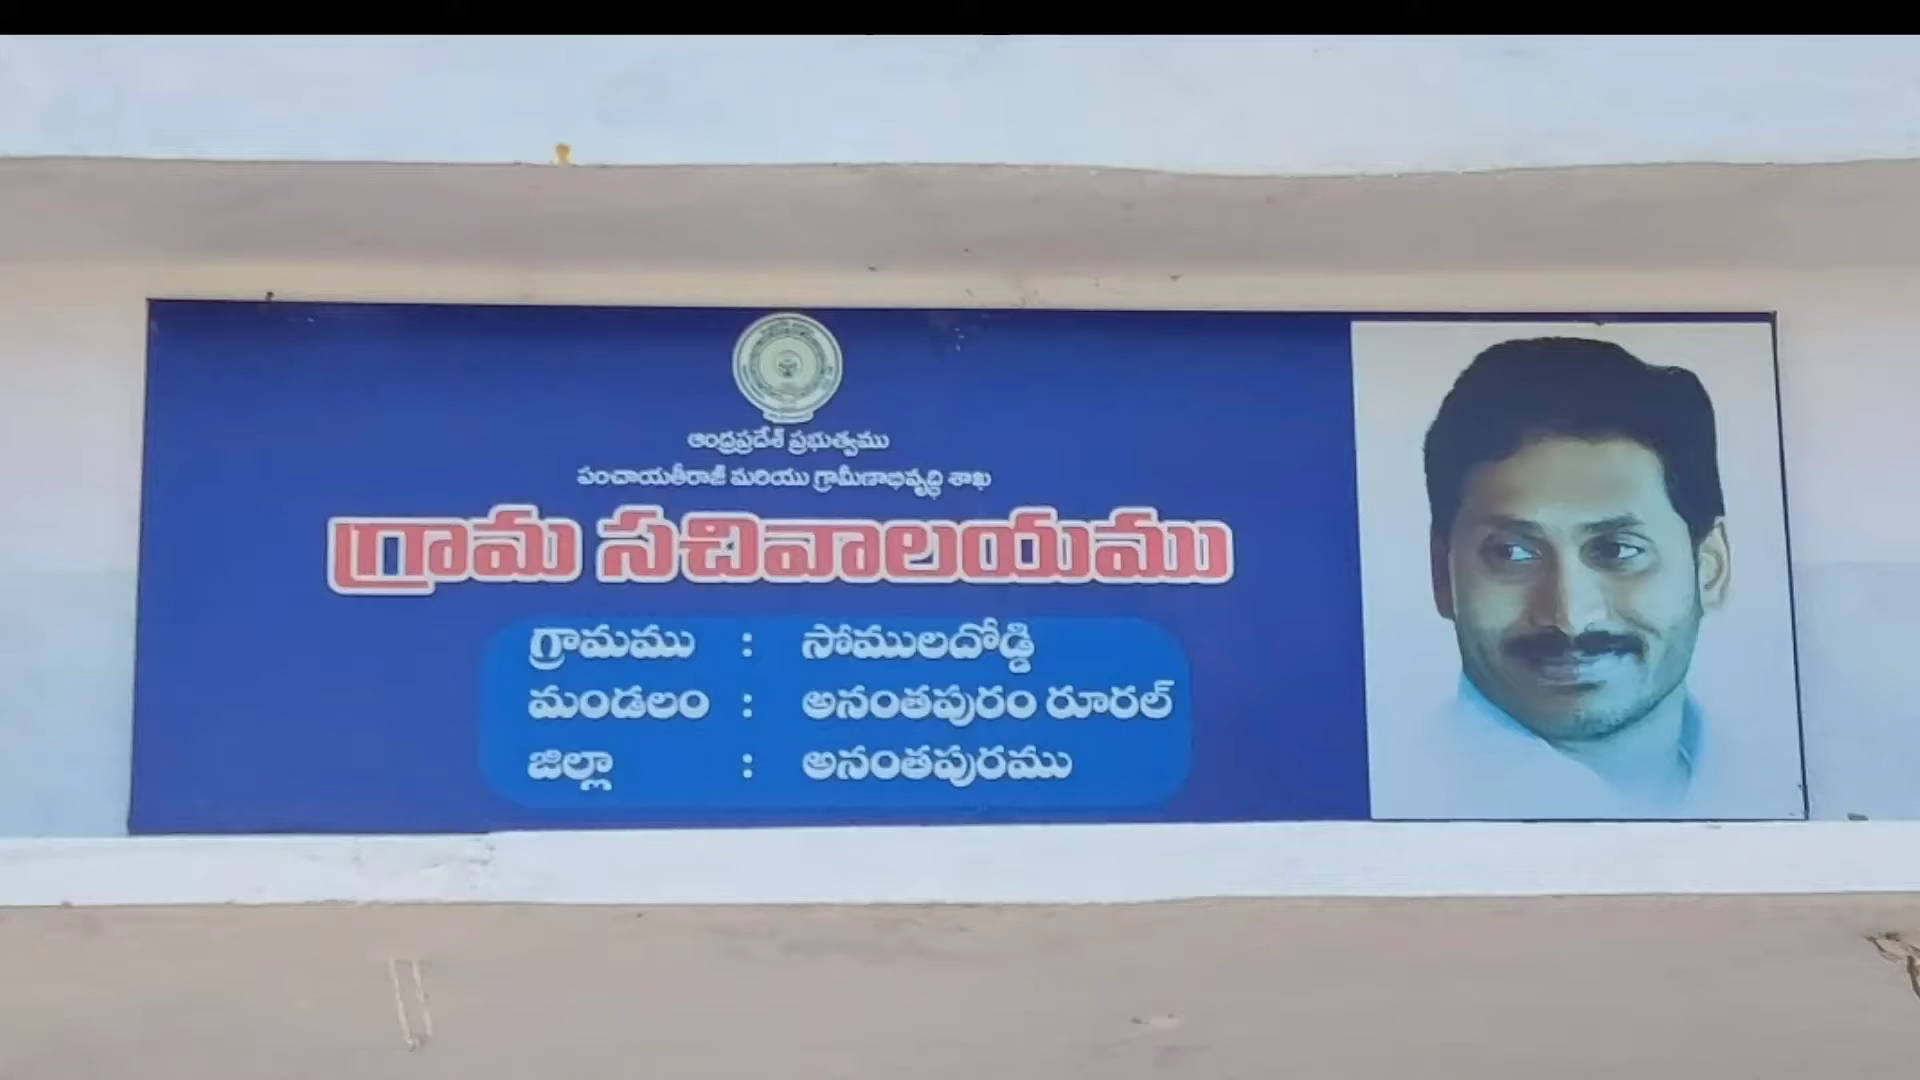 ఆంధ్రప్రదేశ్ ప్రభుత్వము
పంచాయతీరాజ్ మరియు గ్రామీణాభివృద్ధి శాఖ
గ్రామ సచివాలయము
గ్రామము : సోములదొడ్డి
మండలం : అనంతపురం రూరల్
జిల్లా : అనంతపురము